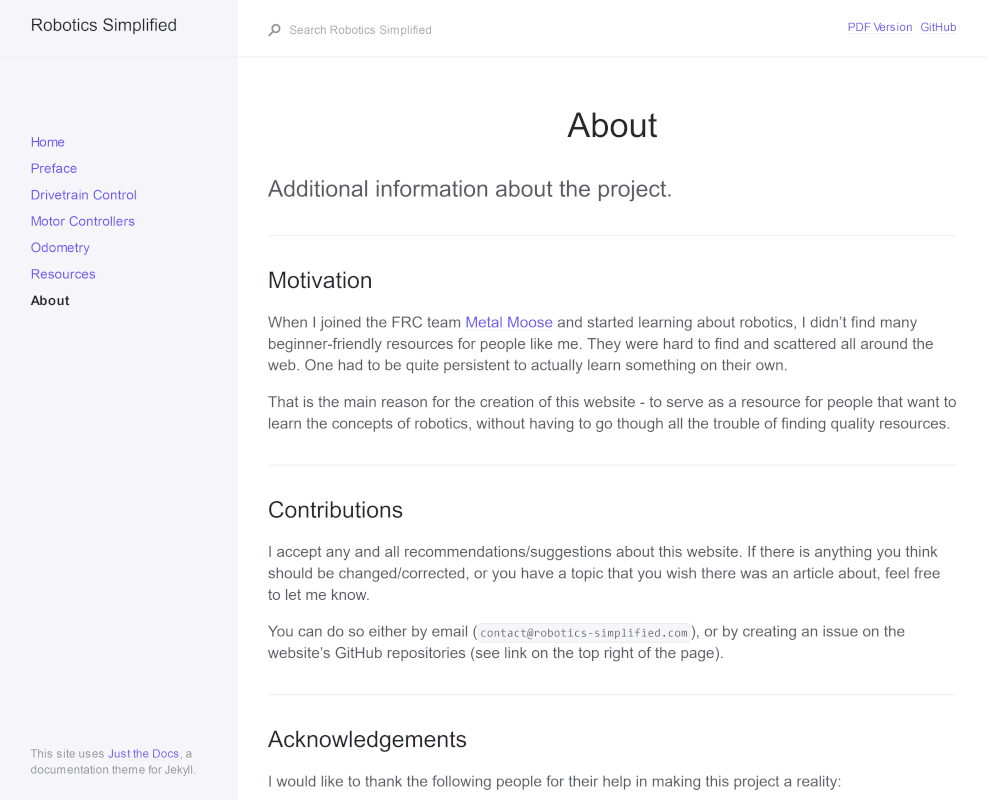 Robotics Simplified
Search Robotics Simplified
PDF Version GitHub
Home
Preface
Drivetrain Control
Motor Controllers
Odometry
Resources
About
This site uses Just the Docs, a
documentation theme for Jekyll.
About
Additional information about the project.
Motivation
When I joined the FRC team Metal Moose and started learning about robotics, I didn’t find many
beginner-friendly resources for people like me. They were hard to find and scattered all around the
web. One had to be quite persistent to actually learn something on their own.
That is the main reason for the creation of this website - to serve as a resource for people that want to
learn the concepts of robotics, without having to go though all the trouble of finding quality resources.
Contributions
I accept any and all recommendations/suggestions about this website. If there is anything you think
should be changed/corrected, or you have a topic that you wish there was an article about, feel free
to let me know.
You can do so either by email (contact@robotics-simplified.com), or by creating an issue on the
website’s GitHub repositories (see link on the top right of the page).
Acknowledgements
I would like to thank the following people for their help in making this project a reality: